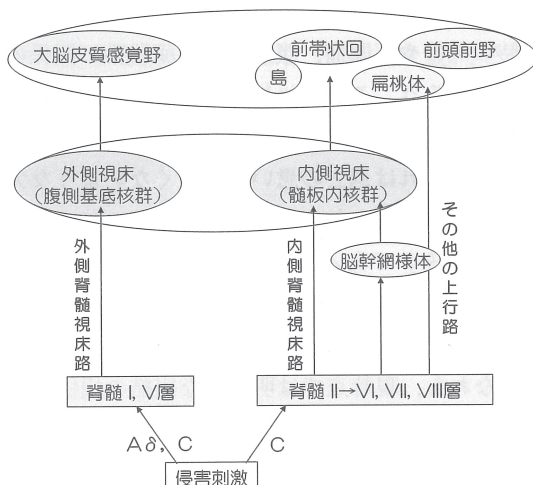 大脳皮質感覚野
前帯状回
前頭前野
島
扁桃体
外側視床
(腹側基底核群)
内側視床
(髄板内核群)
外側脊髄視床路
内側脊髄視床路
脳幹網様体
その他の上行路
脊髄 I, V層
脊髄 II→VI, VII, VIII層
Aδ, C
C
侵害刺激